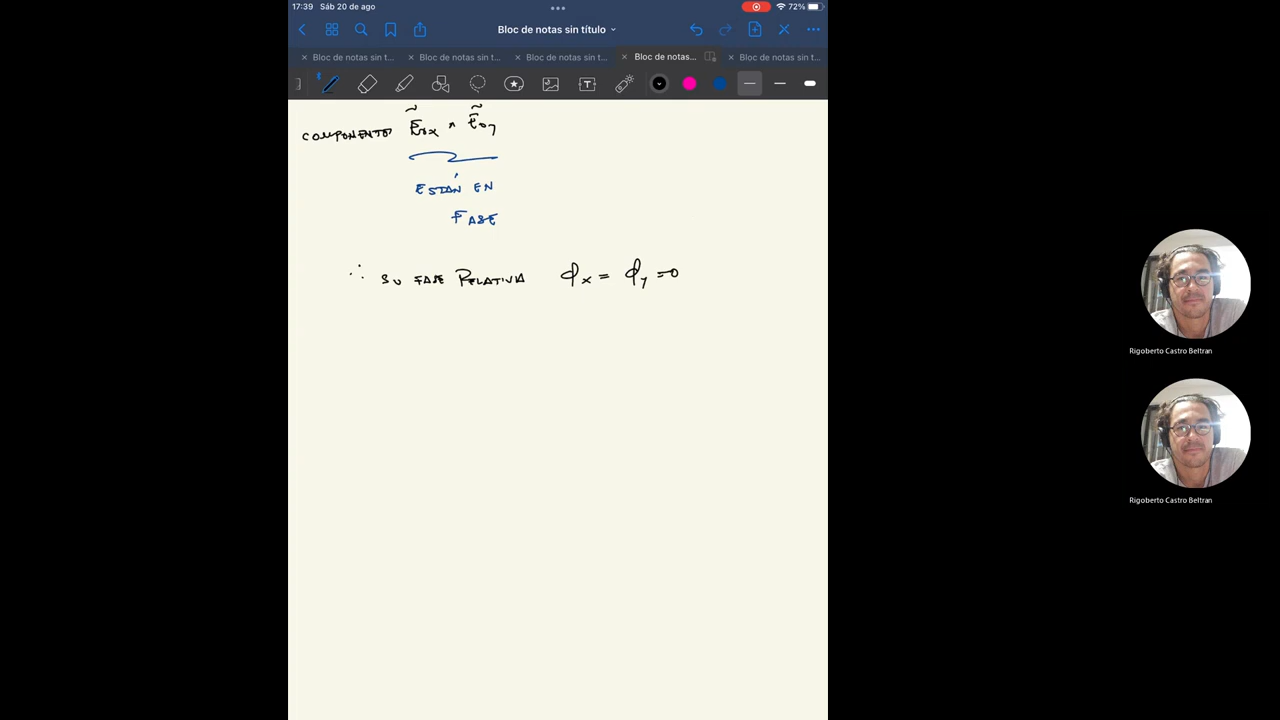 17:39 Sáb 20 de ago
72%
Bloc de notas sin título
Bloc de notas sin t...
Bloc de notas sin t...
Bloc de notas sin t...
Bloc de notas...
Bloc de notas sin t...
COMPONENTES Ẽox ^ Ẽoy
ESTÁN EN
FASE
∴ SU FASE RELATIVA ϕx = ϕy = 0
Rigoberto Castro Beltran
Rigoberto Castro Beltran